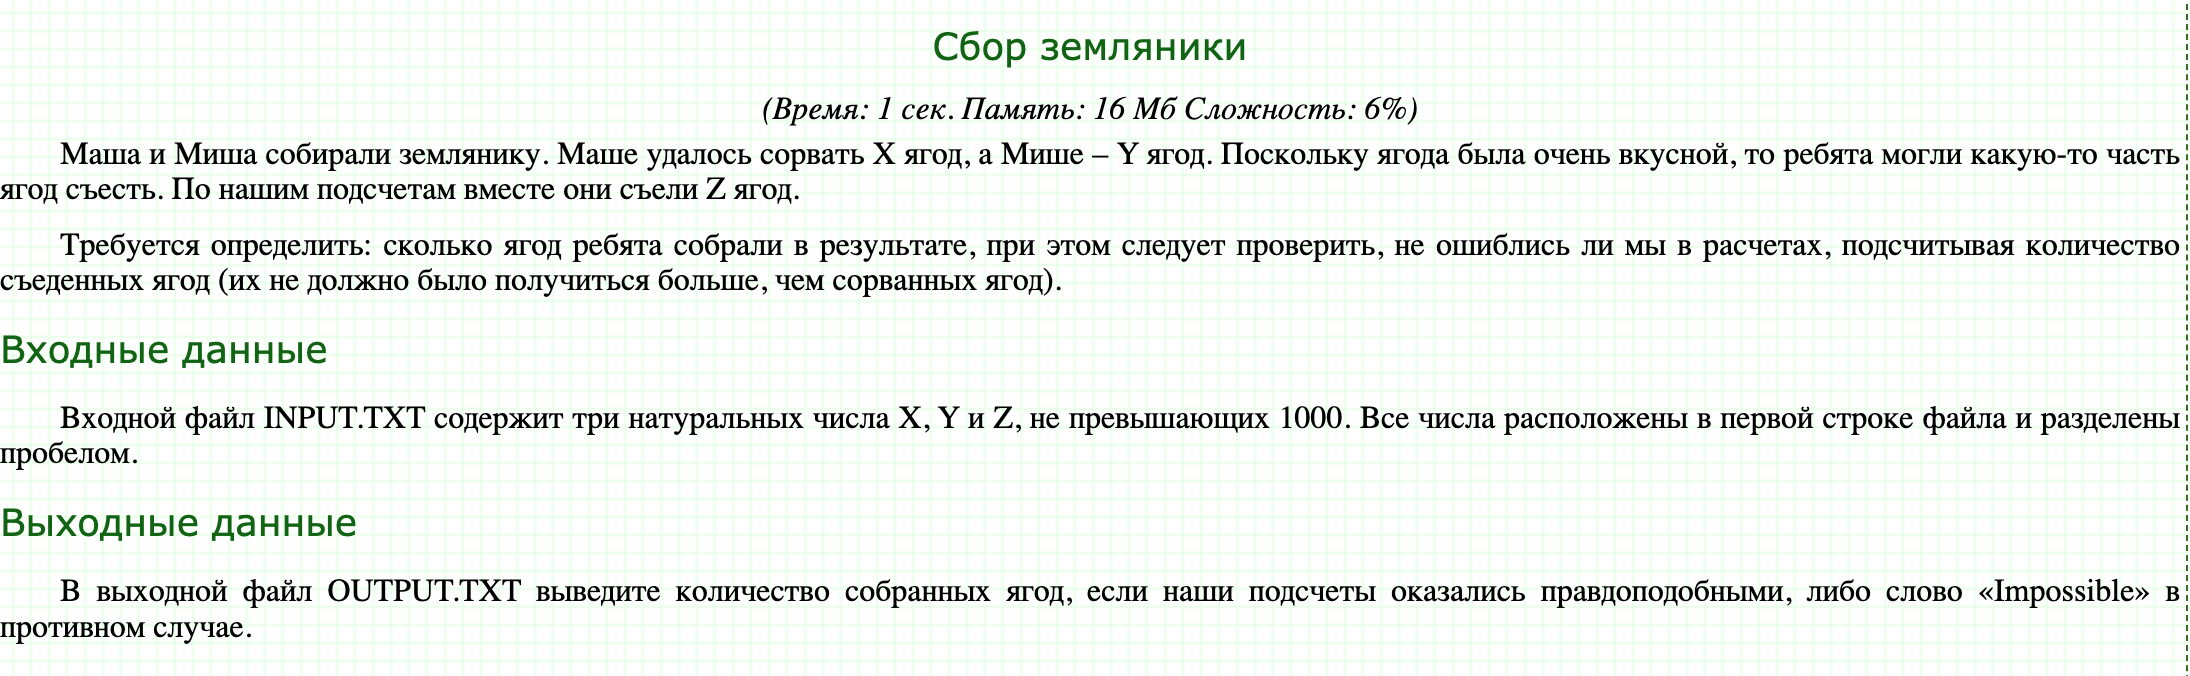 Сбор земляники
(Время: 1 сек. Память: 16 Мб Сложность: 6%)
Маша и Миша собирали землянику. Маше удалось сорвать X ягод, а Мише – Y ягод. Поскольку ягода была очень вкусной, то ребята могли какую-то часть
ягод съесть. По нашим подсчетам вместе они съели Z ягод.
Требуется определить: сколько ягод ребята собрали в результате, при этом следует проверить, не ошиблись ли мы в расчетах, подсчитывая количество
съеденных ягод (их не должно было получиться больше, чем сорванных ягод).
Входные данные
Входной файл INPUT.TXT содержит три натуральных числа X, Y и Z, не превышающих 1000. Все числа расположены в первой строке файла и разделены
пробелом.
Выходные данные
В выходной файл OUTPUT.TXT выведите количество собранных ягод, если наши подсчеты оказались правдоподобными, либо слово «Impossible» в
противном случае.